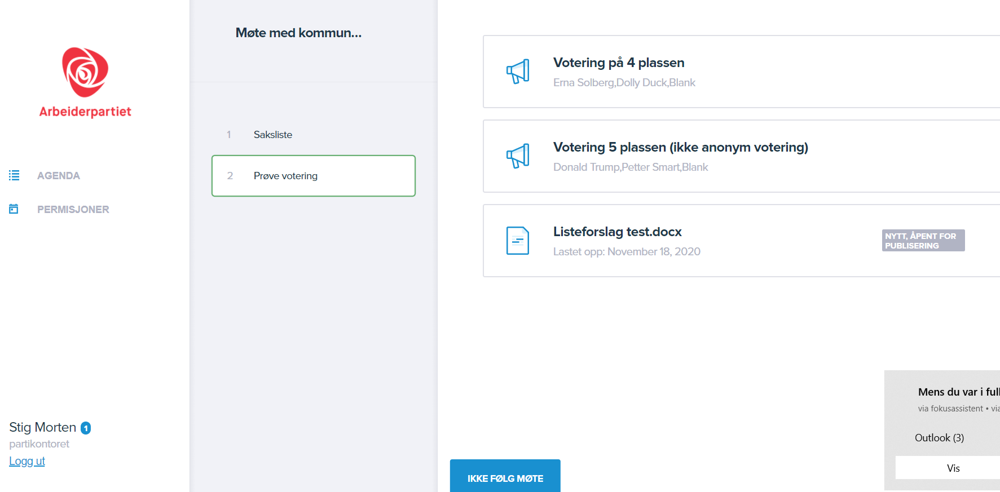 Arbeiderpartiet
AGENDA
PERMISJONER
Stig Morten 1
partikontoret
Logg ut
Møte med kommun...
1 Saksliste
2 Prøve votering
Votering på 4 plassen
Erna Solberg,Dolly Duck,Blank
Votering 5 plassen (ikke anonym votering)
Donald Trump,Petter Smart,Blank
Listeforslag test.docx
Lastet opp: November 18, 2020
NYTT, ÅPENT FOR
PUBLISERING
IKKE FØLG MØTE
Mens du var i full
via fokusassistent • via
Outlook (3)
Vis